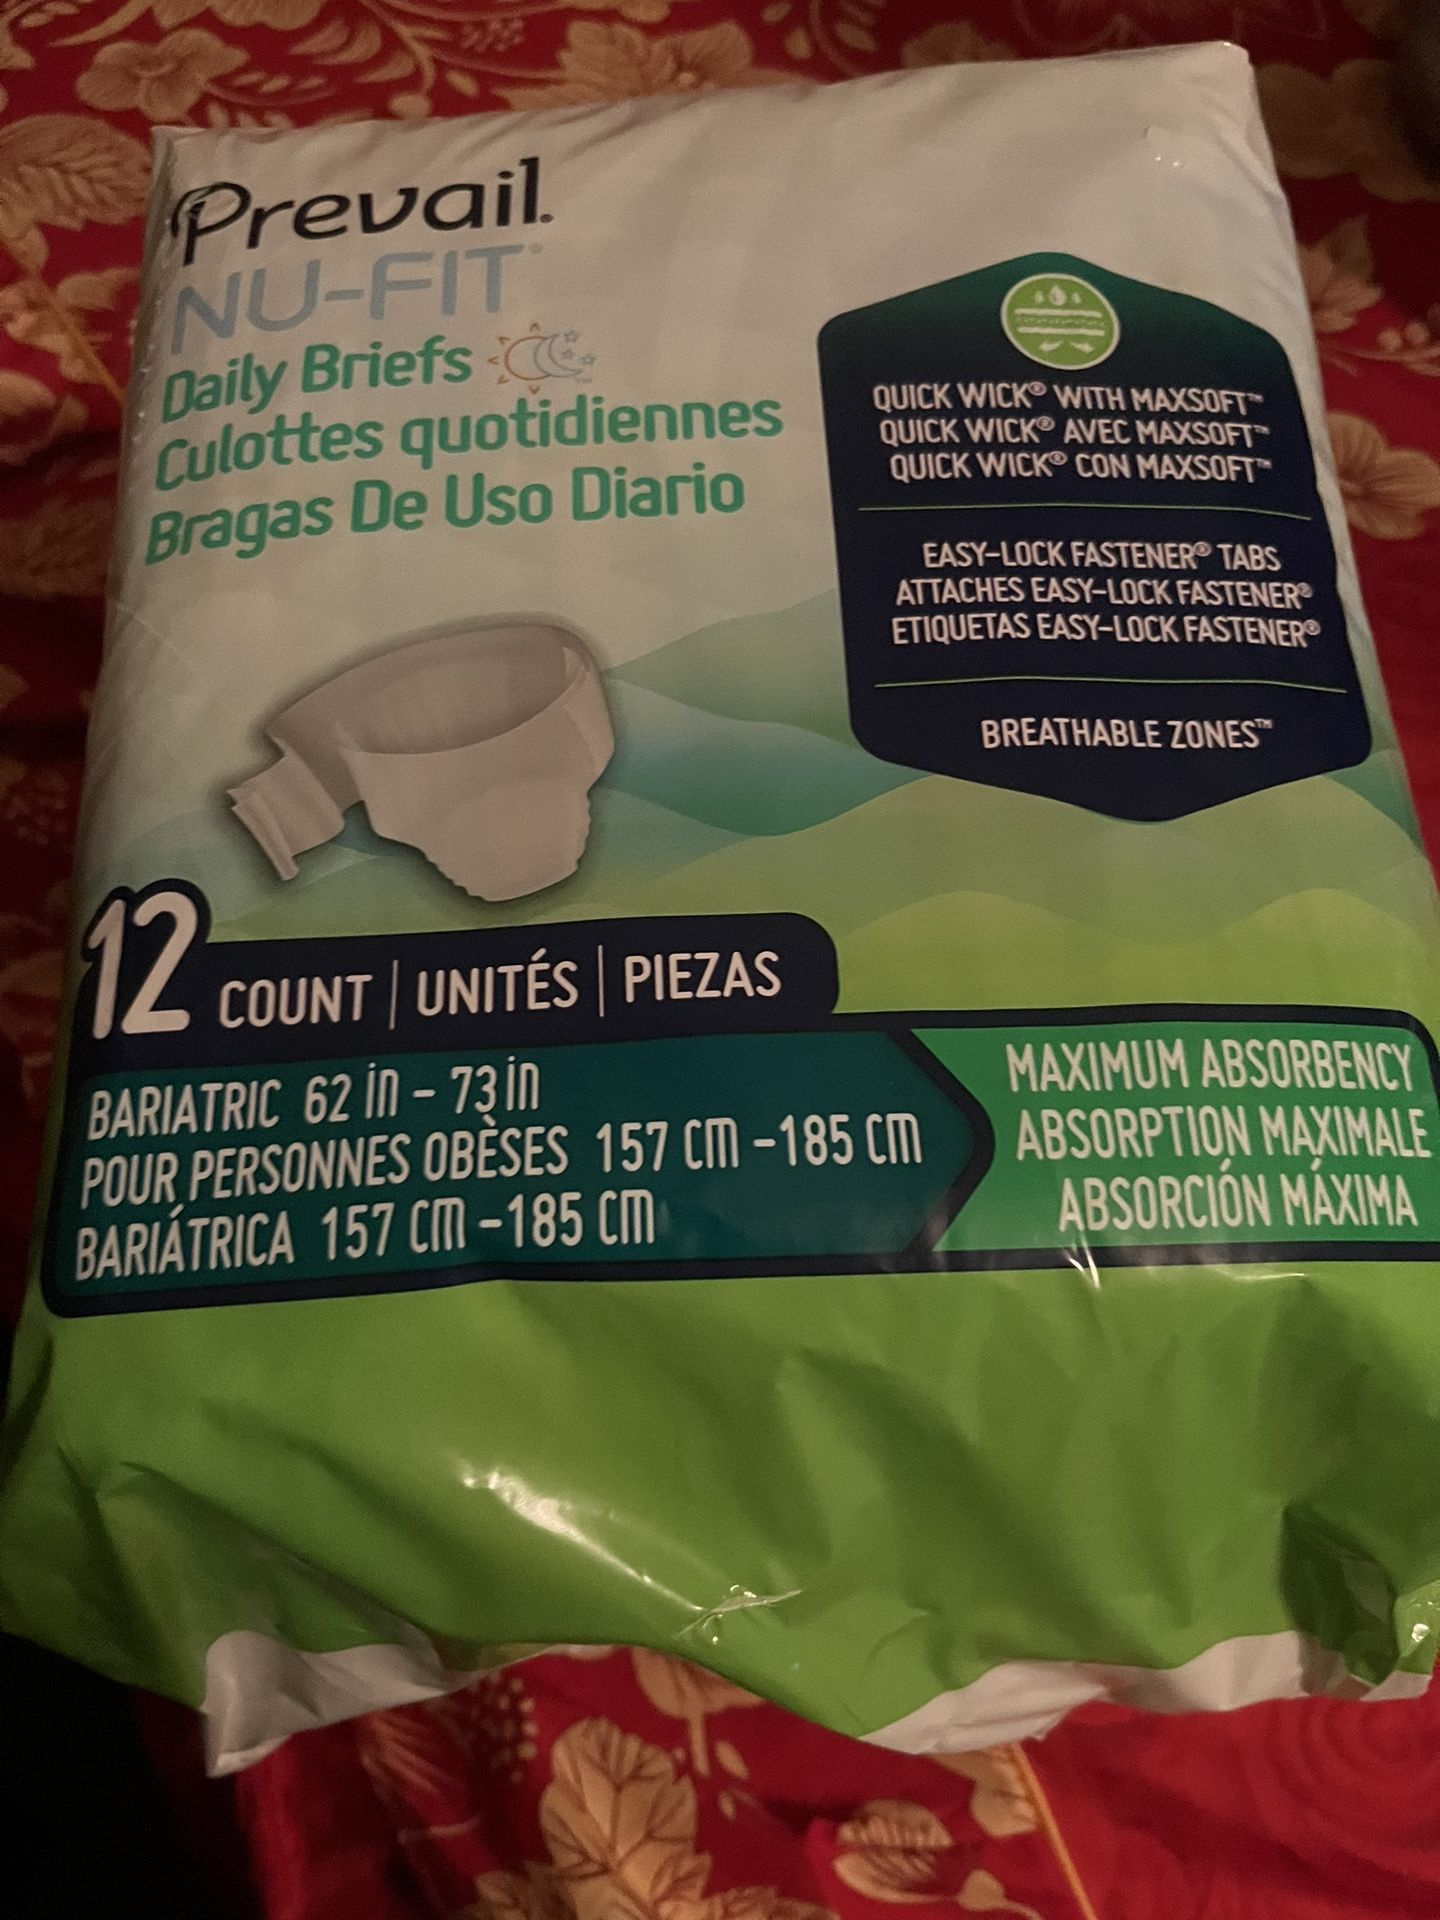 Prevail®
NU-FIT®
Daily Briefs
Culottes quotidiennes
Bragas De Uso Diario
QUICK WICK® WITH MAXSOFT™
QUICK WICK® AVEC MAXSOFT™
QUICK WICK® CON MAXSOFT™
EASY-LOCK FASTENER® TABS
ATTACHES EASY-LOCK FASTENER®
ETIQUETAS EASY-LOCK FASTENER®
BREATHABLE ZONES™
12 COUNT | UNITÉS | PIEZAS
BARIATRIC 62 in - 73 in
POUR PERSONNES OBÈSES 157 cm - 185 cm
BARIÁTRICA 157 cm - 185 cm
MAXIMUM ABSORBENCY
ABSORPTION MAXIMALE
ABSORCIÓN MÁXIMA